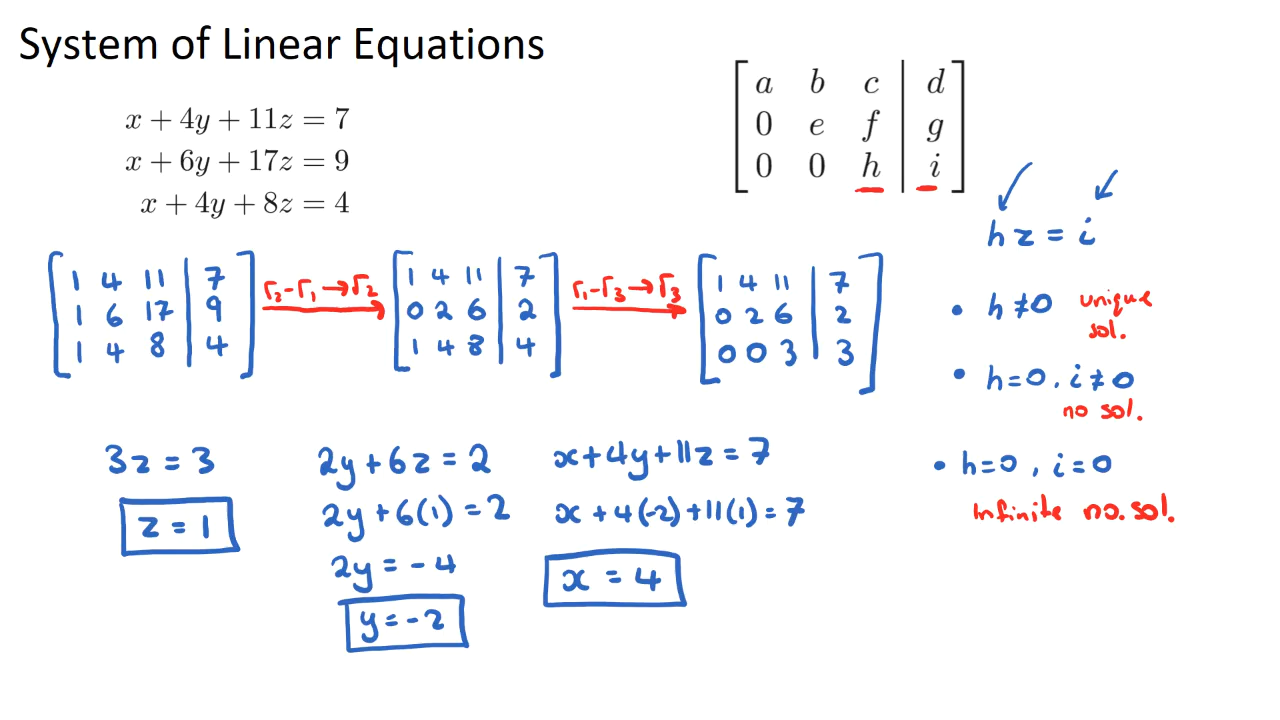 System of Linear Equations
x + 4y + 11z = 7
x + 6y + 17z = 9
x + 4y + 8z = 4
a b c | d
0 e f | g
0 0 h | i
hz = i
1 4 11 | 7
1 6 17 | 9
1 4 8 | 4
r₂-r₁→r₂
1 4 11 | 7
0 2 6 | 2
1 4 8 | 4
r₁-r₃→r₃
1 4 11 | 7
0 2 6 | 2
0 0 3 | 3
• h≠0 unique
sol.
• h=0, i≠0
no sol.
• h=0, i=0
infinite no. sol.
3z = 3
z = 1
2y+6z=2
2y+6(1)=2
2y=-4
y=-2
x+4y+11z=7
x+4(-2)+11(1)=7
x = 4